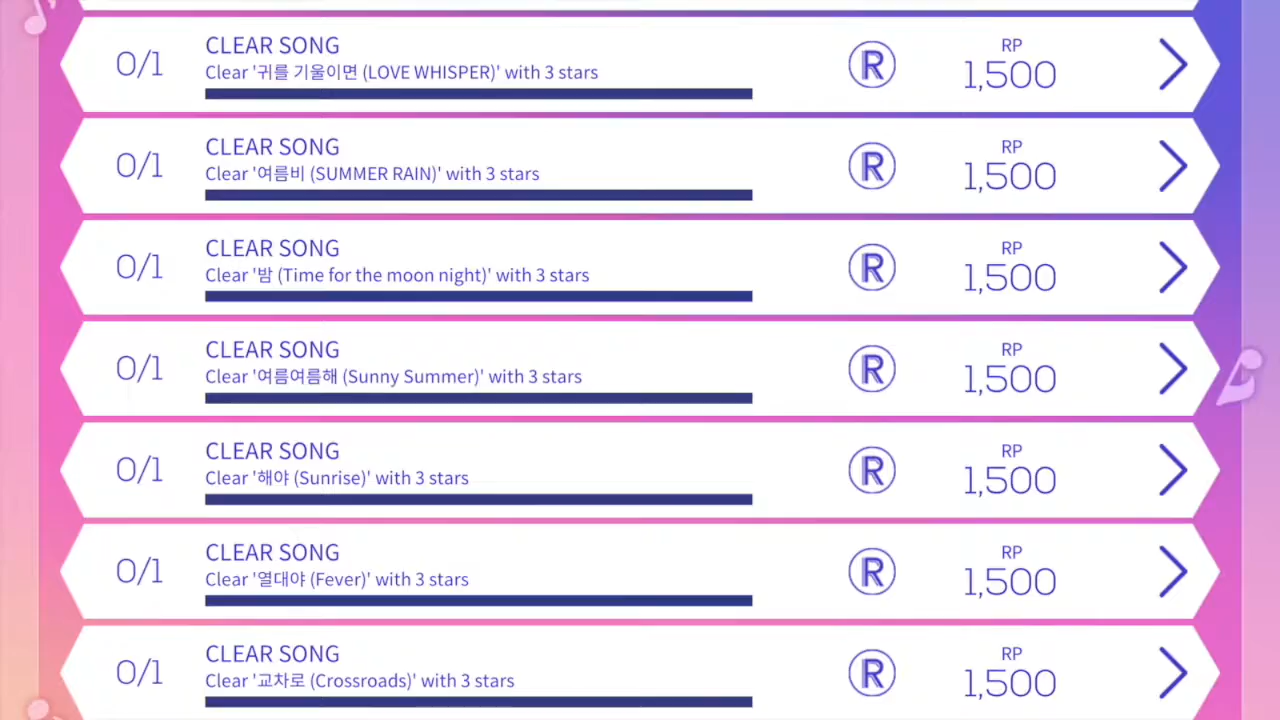 0/1
CLEAR SONG
Clear '귀를 기울이면 (LOVE WHISPER)' with 3 stars
R
RP
1,500
0/1
CLEAR SONG
Clear '여름비 (SUMMER RAIN)' with 3 stars
R
RP
1,500
0/1
CLEAR SONG
Clear '밤 (Time for the moon night)' with 3 stars
R
RP
1,500
0/1
CLEAR SONG
Clear '여름여름해 (Sunny Summer)' with 3 stars
R
RP
1,500
0/1
CLEAR SONG
Clear '해야 (Sunrise)' with 3 stars
R
RP
1,500
0/1
CLEAR SONG
Clear '열대야 (Fever)' with 3 stars
R
RP
1,500
0/1
CLEAR SONG
Clear '교차로 (Crossroads)' with 3 stars
R
RP
1,500